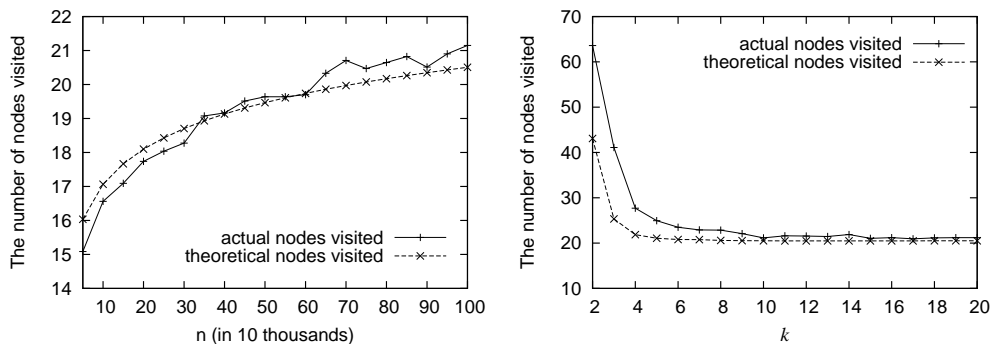 The number of nodes visited
22
21
20
19
18
17
16
15
14
actual nodes visited
theoretical nodes visited
10 20 30 40 50 60 70 80 90 100
n (in 10 thousands)
The number of nodes visited
70
60
50
40
30
20
10
actual nodes visited
theoretical nodes visited
2 4 6 8 10 12 14 16 18 20
k